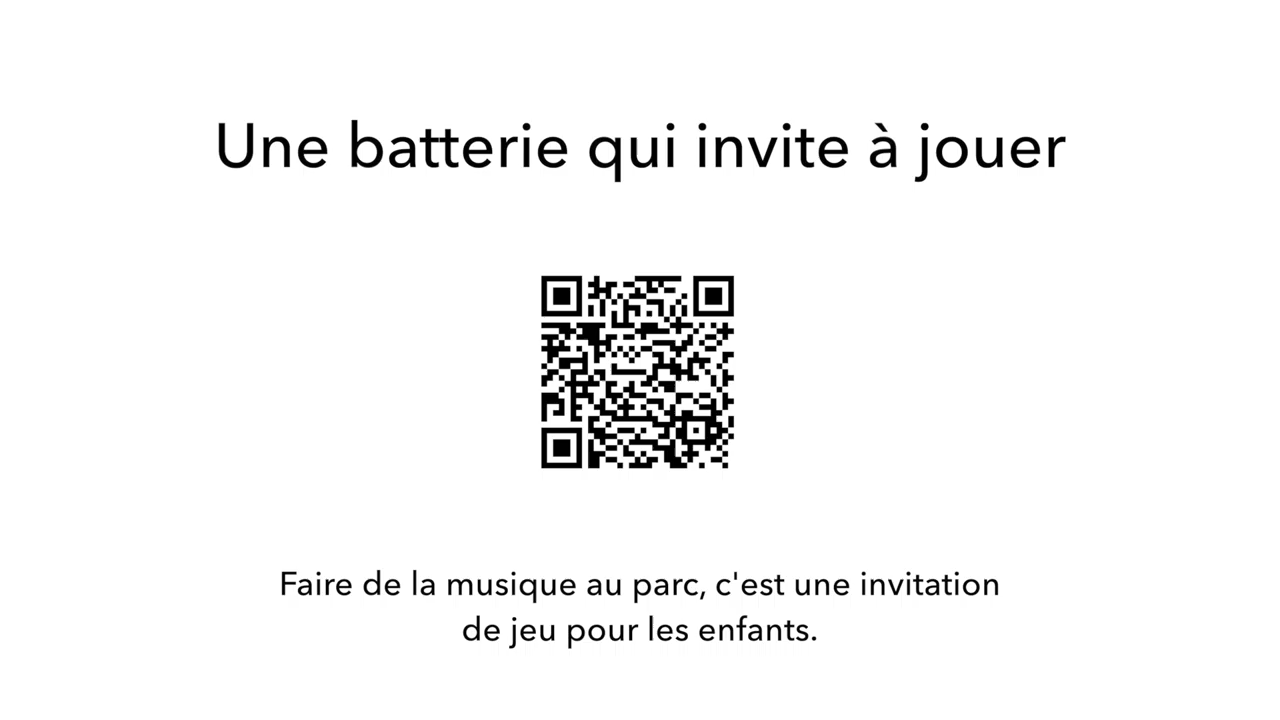 Une batterie qui invite à jouer
Faire de la musique au parc, c'est une invitation
de jeu pour les enfants.